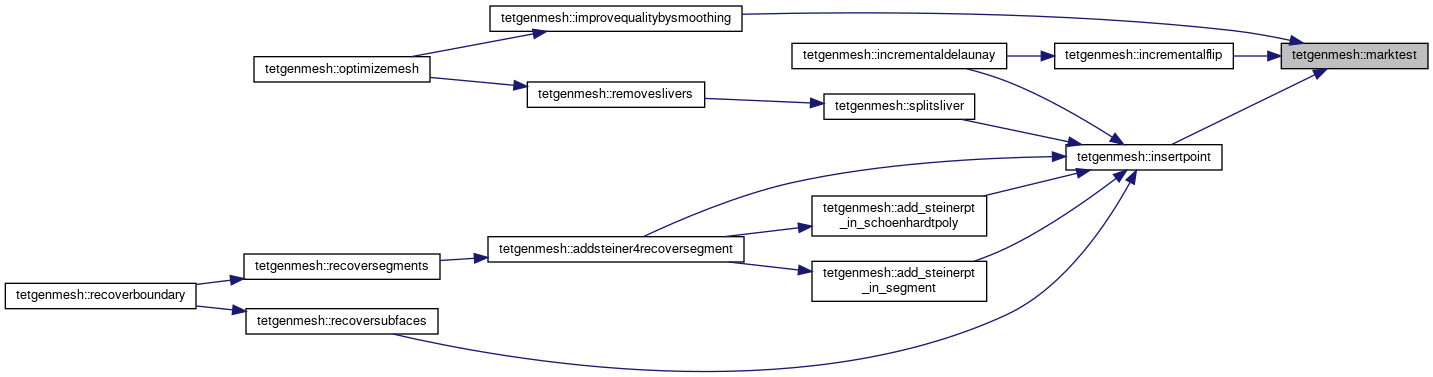 tetgenmesh::improvequalitybysmoothing
tetgenmesh::optimizemesh
tetgenmesh::incrementaldelaunay
tetgenmesh::incrementalflip
tetgenmesh::marktest
tetgenmesh::removeslivers
tetgenmesh::splitsliver
tetgenmesh::insertpoint
tetgenmesh::add_steinerpt
_in_schoenhardtpoly
tetgenmesh::addsteiner4recoversegment
tetgenmesh::recoversegments
tetgenmesh::add_steinerpt
_in_segment
tetgenmesh::recoverboundary
tetgenmesh::recoversubfaces